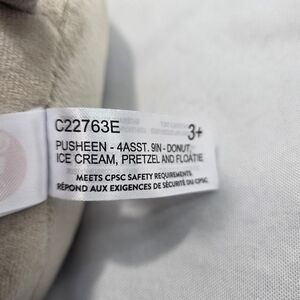 C22763E
3+
PUSHEEN - 4ASST. 9IN - DONUT,
ICE CREAM, PRETZEL AND FLOATIE
MEETS CPSC SAFETY REQUIREMENTS.
RÉPOND AUX EXIGENCES DE SÉCURITÉ DU CPSC.